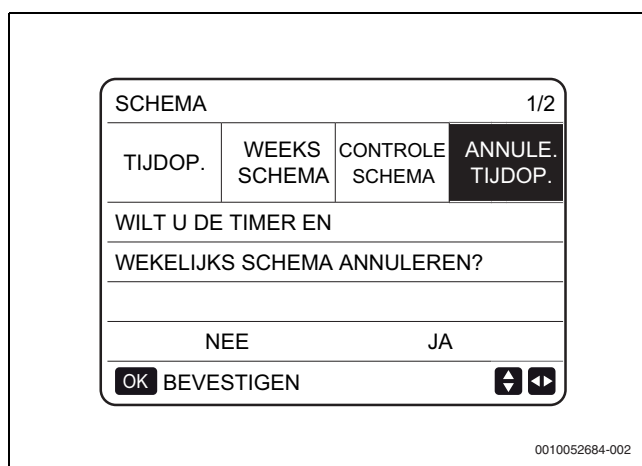 SCHEMA 1/2
TIJDOP. WEEKS SCHEMA CONTROLE SCHEMA ANNULE. TIJDOP.
WILT U DE TIMER EN
WEKELIJKS SCHEMA ANNULEREN?
NEE JA
OK BEVESTIGEN
0010052684-002